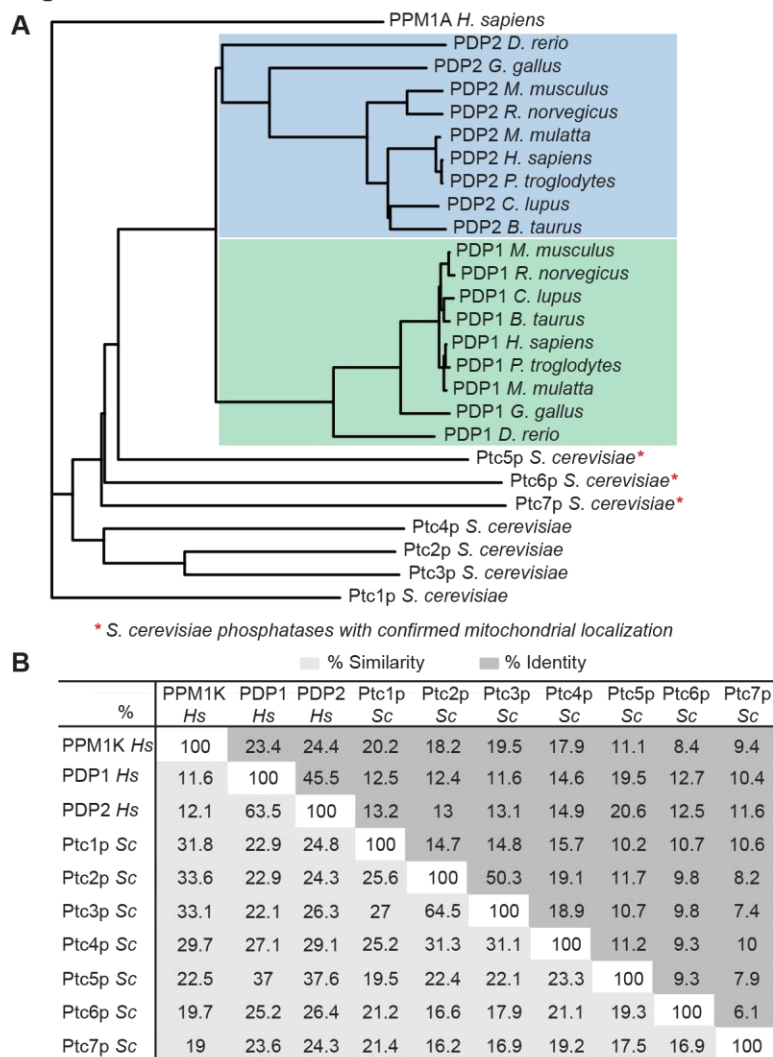 A
PPM1A H. sapiens
PDP2 D. rerio
PDP2 G. gallus
PDP2 M. musculus
PDP2 R. norvegicus
PDP2 M. mulatta
PDP2 H. sapiens
PDP2 P. troglodytes
PDP2 C. lupus
PDP2 B. taurus
PDP1 M. musculus
PDP1 R. norvegicus
PDP1 C. lupus
PDP1 B. taurus
PDP1 H. sapiens
PDP1 P. troglodytes
PDP1 M. mulatta
PDP1 G. gallus
PDP1 D. rerio
Ptc5p S. cerevisiae*
Ptc6p S. cerevisiae*
Ptc7p S. cerevisiae*
Ptc4p S. cerevisiae
Ptc2p S. cerevisiae
Ptc3p S. cerevisiae
Ptc1p S. cerevisiae
* S. cerevisiae phosphatases with confirmed mitochondrial localization
B
% Similarity % Identity
PPM1K PDP1 PDP2 Ptc1p Ptc2p Ptc3p Ptc4p Ptc5p Ptc6p Ptc7p
% Hs Hs Hs Sc Sc Sc Sc Sc Sc Sc
PPM1K Hs 100 23.4 24.4 20.2 18.2 19.5 17.9 11.1 8.4 9.4
PDP1 Hs 11.6 100 45.5 12.5 12.4 11.6 14.6 19.5 12.7 10.4
PDP2 Hs 12.1 63.5 100 13.2 13 13.1 14.9 20.6 12.5 11.6
Ptc1p Sc 31.8 22.9 24.8 100 14.7 14.8 15.7 10.2 10.7 10.6
Ptc2p Sc 33.6 22.9 24.3 25.6 100 50.3 19.1 11.7 9.8 8.2
Ptc3p Sc 33.1 22.1 26.3 27 64.5 100 18.9 10.7 9.8 7.4
Ptc4p Sc 29.7 27.1 29.1 25.2 31.3 31.1 100 11.2 9.3 10
Ptc5p Sc 22.5 37 37.6 19.5 22.4 22.1 23.3 100 9.3 7.9
Ptc6p Sc 19.7 25.2 26.4 21.2 16.6 17.9 21.1 19.3 100 6.1
Ptc7p Sc 19 23.6 24.3 21.4 16.2 16.9 19.2 17.5 16.9 100